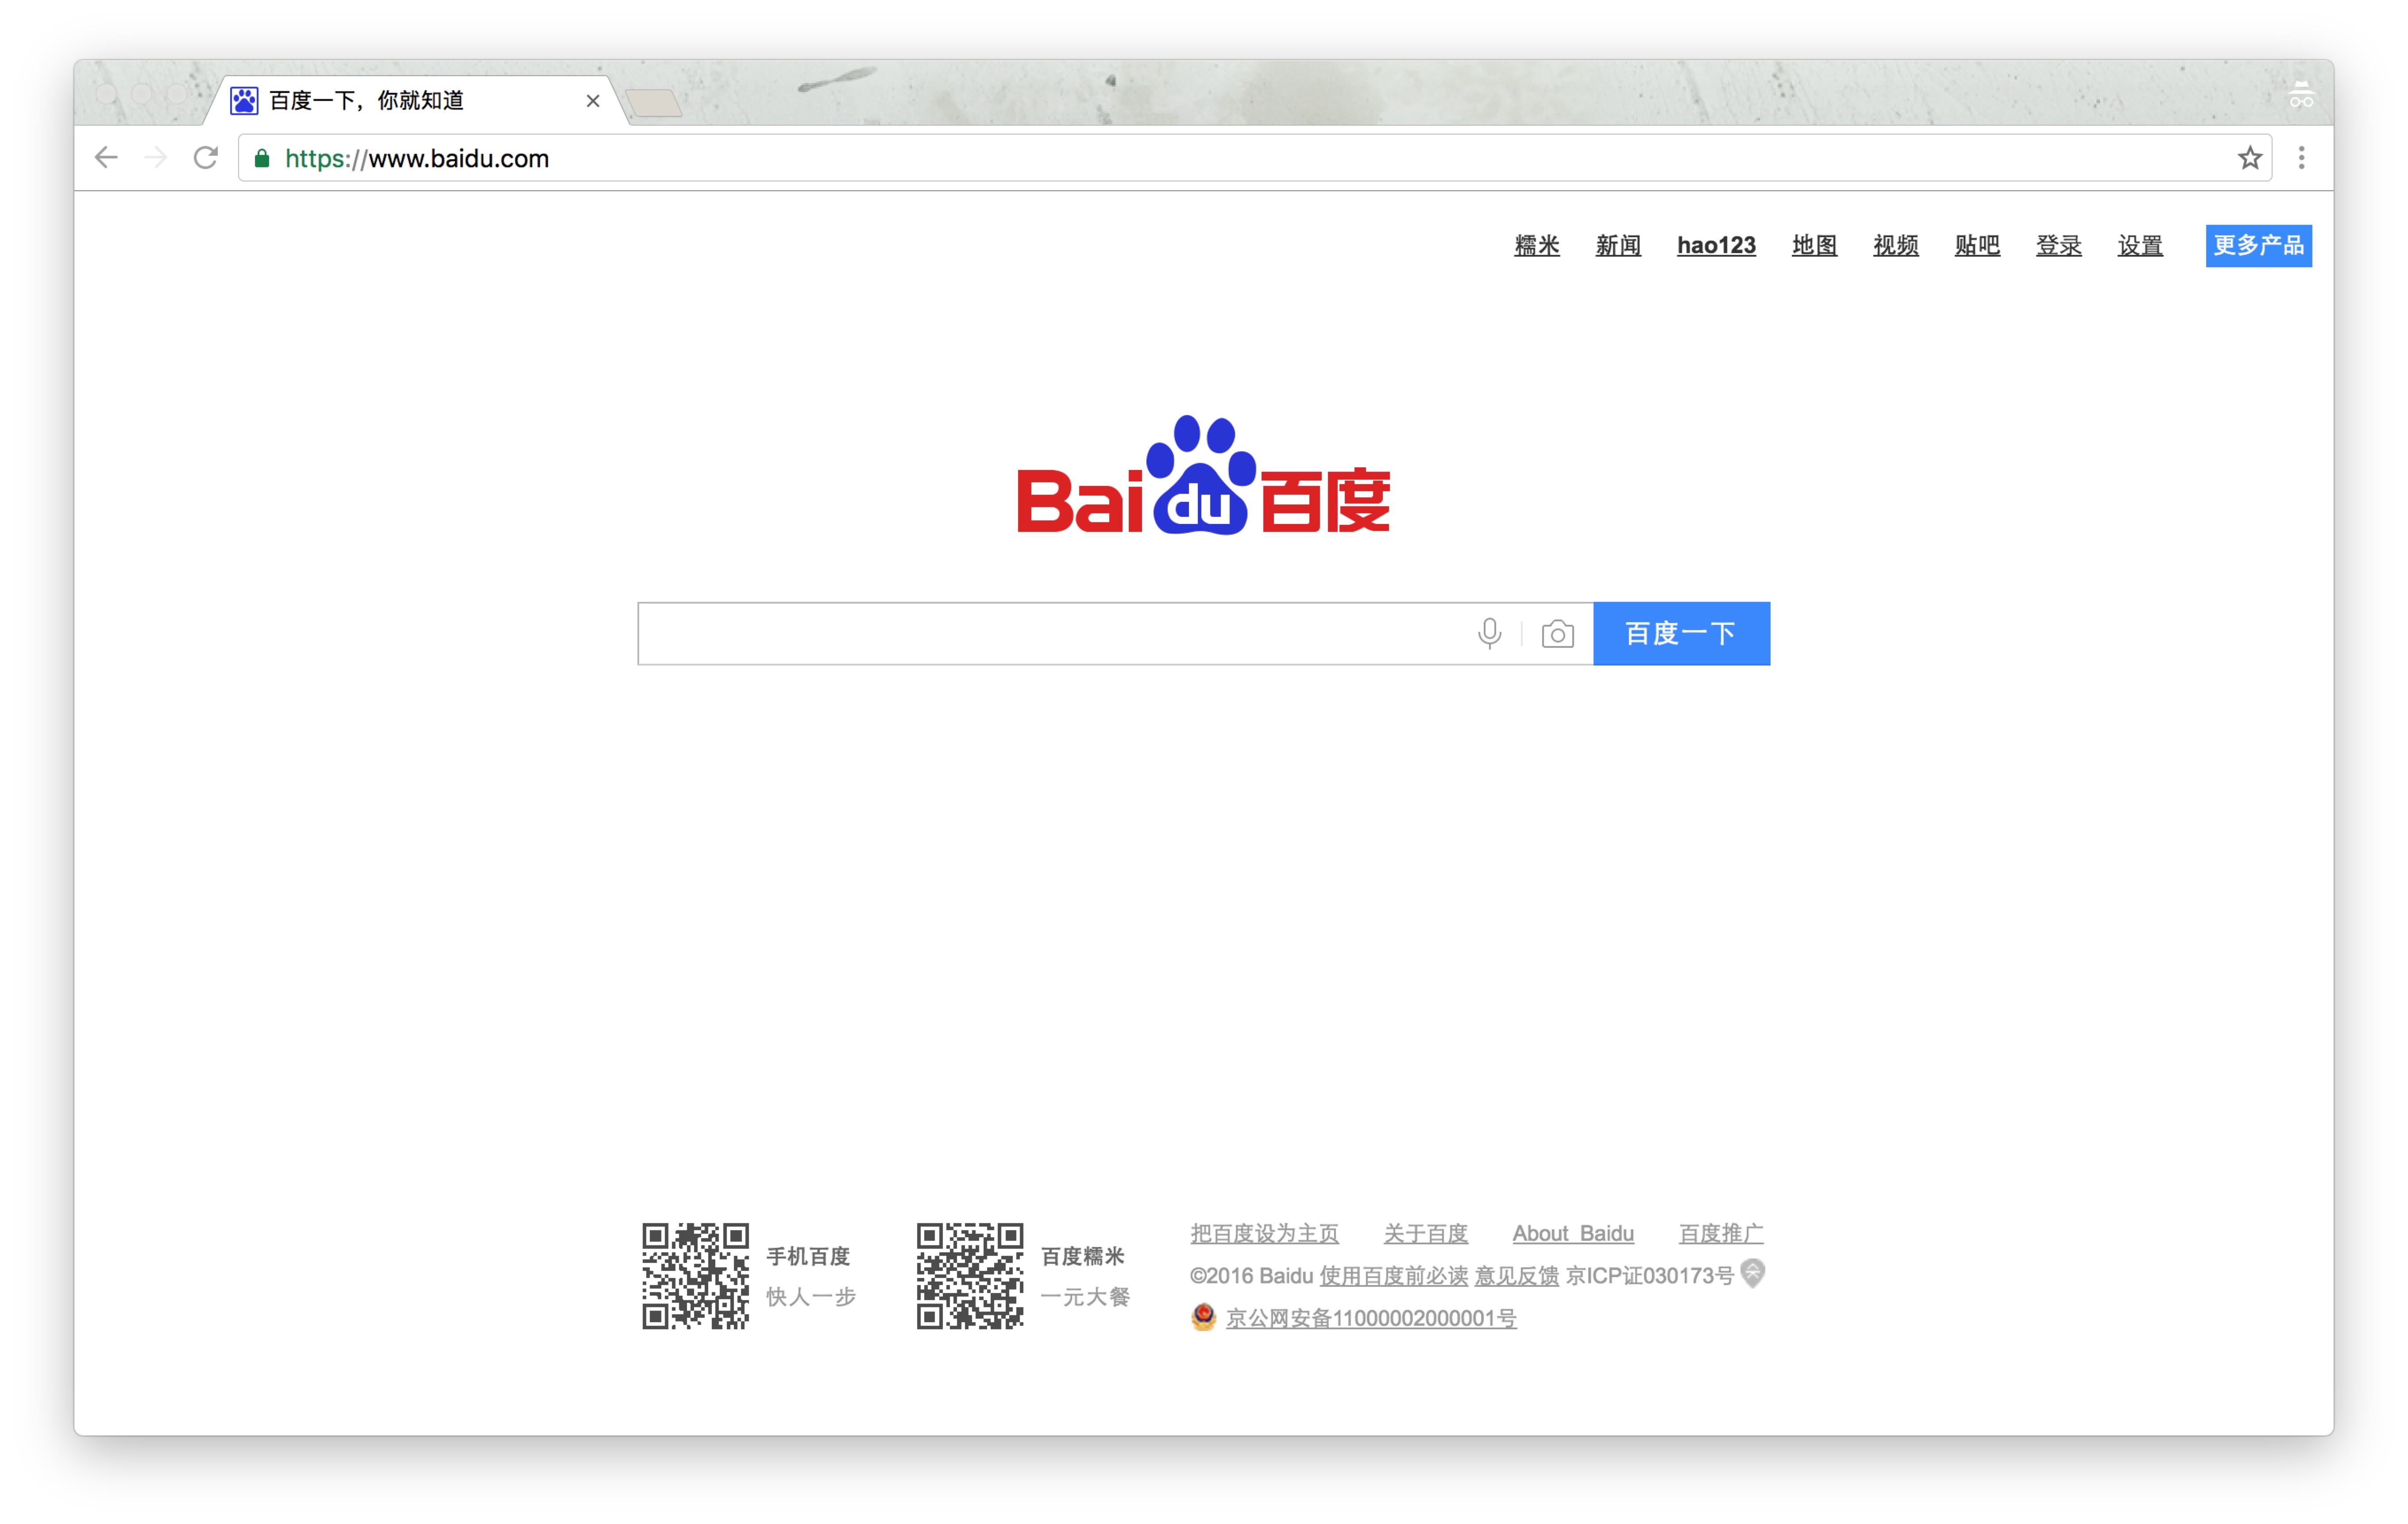 百度一下，你就知道
https://www.baidu.com
糯米 新闻 hao123 地图 视频 贴吧 登录 设置 更多产品
Bai du 百度
百度一下
手机百度
快人一步
百度糯米
一元大餐
把百度设为主页 关于百度 About Baidu 百度推广
©2016 Baidu 使用百度前必读 意见反馈 京ICP证030173号
京公网安备11000002000001号